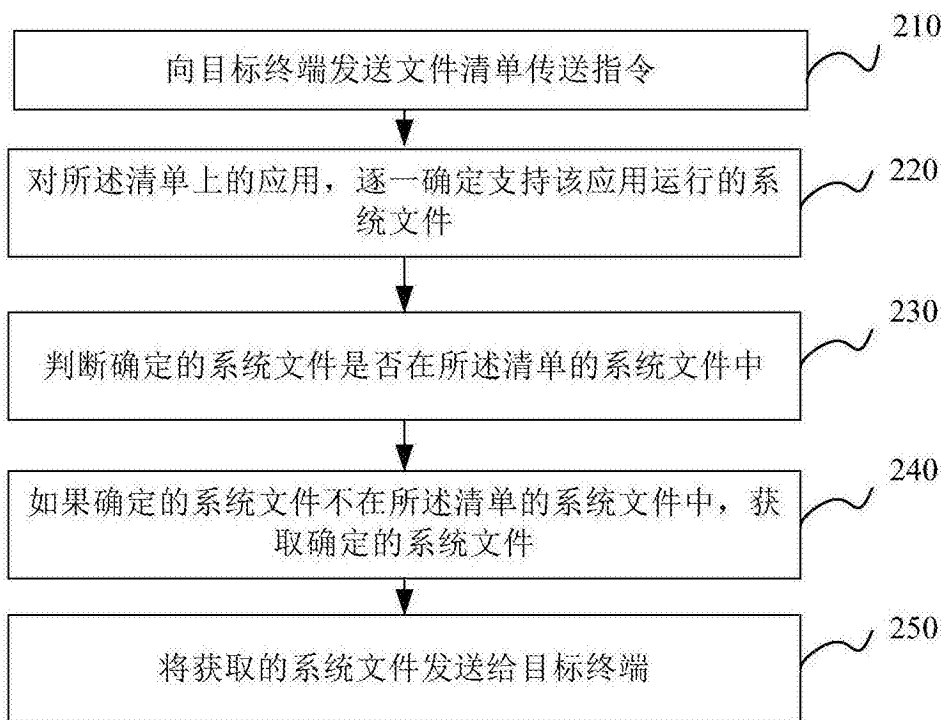 210
向目标终端发送文件清单传送指令
220
对所述清单上的应用，逐一确定支持该应用运行的系
统文件
230
判断确定的系统文件是否在所述清单的系统文件中
240
如果确定的系统文件不在所述清单的系统文件中，获
取确定的系统文件
250
将获取的系统文件发送给目标终端